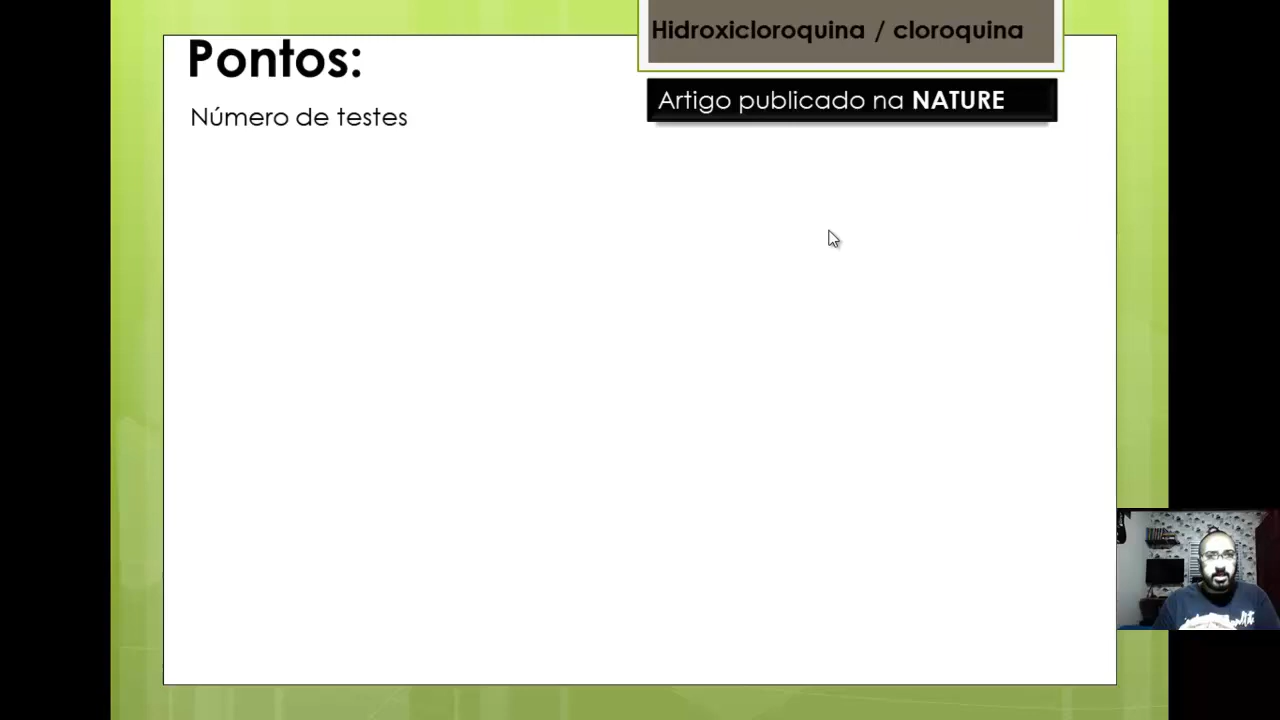 Hidroxicloroquina / cloroquina
Pontos:
Artigo publicado na NATURE
Número de testes